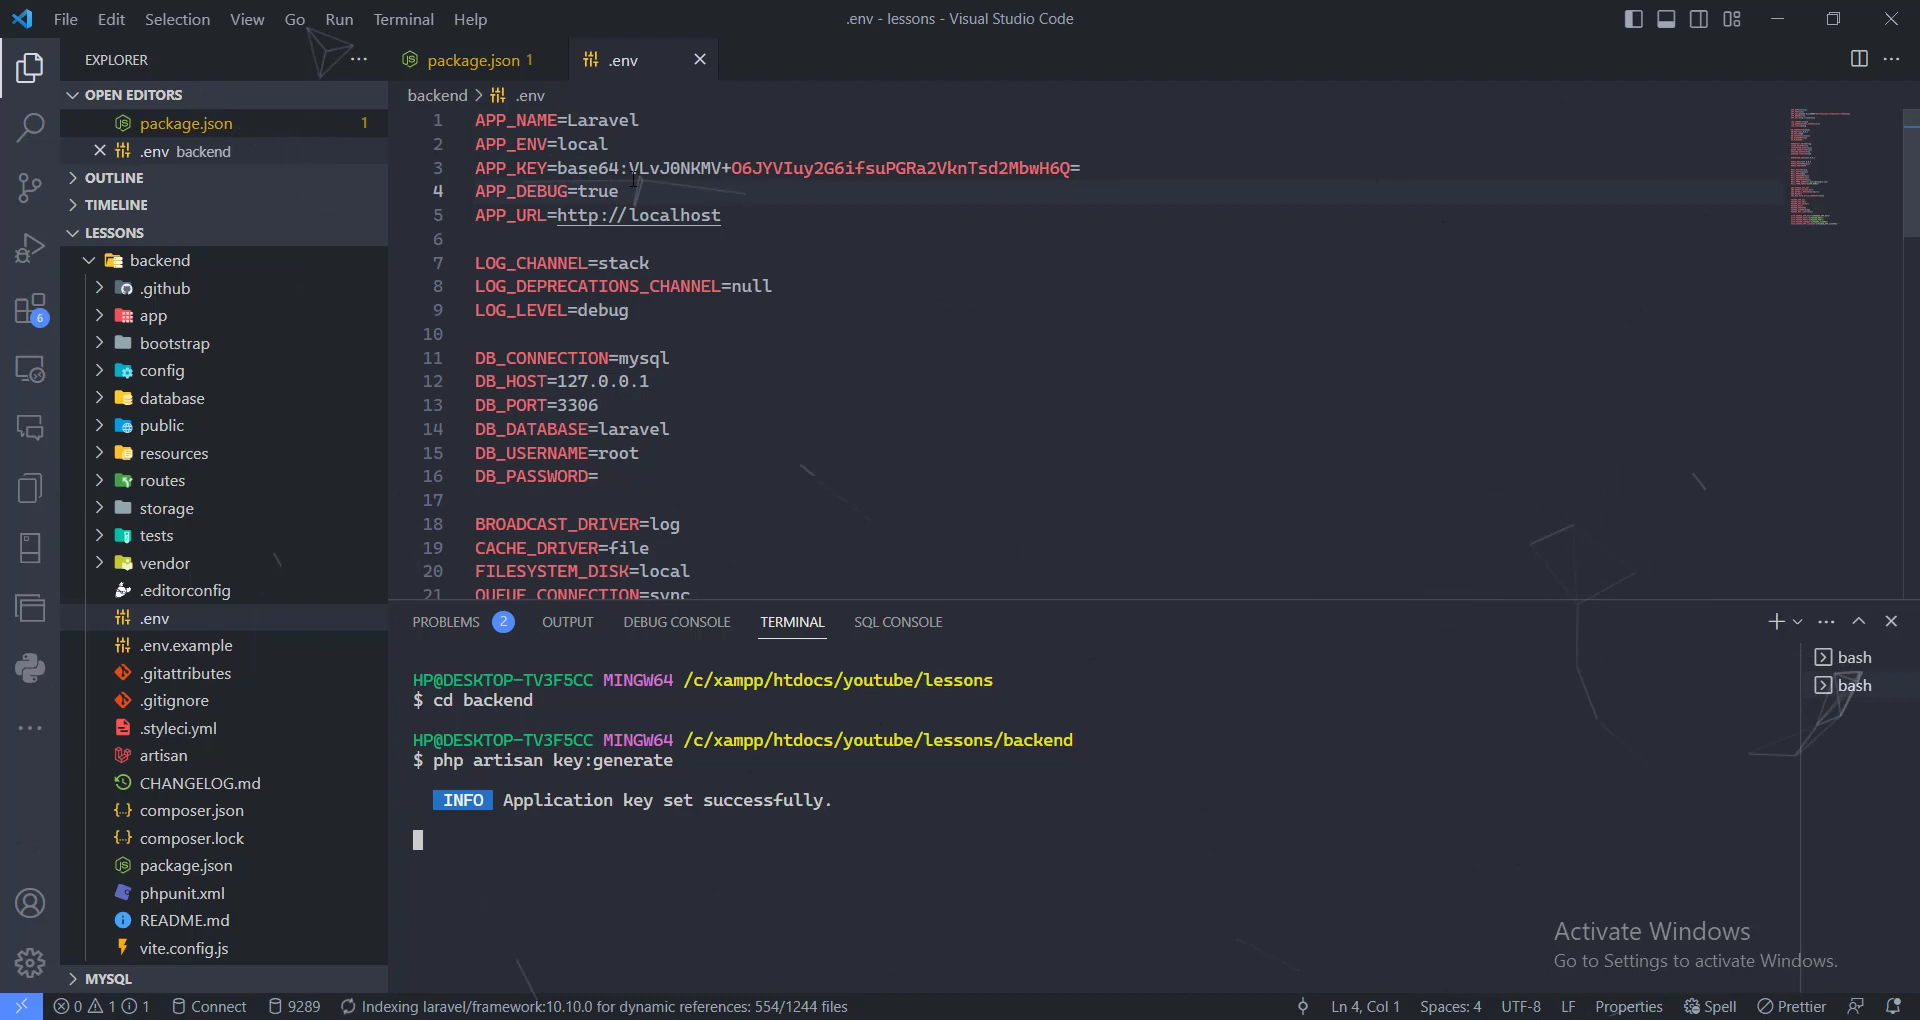 File Edit Selection View Go Run Terminal Help
.env - lessons - Visual Studio Code
EXPLORER
package.json 1
.env
OPEN EDITORS
package.json 1
.env backend
OUTLINE
TIMELINE
LESSONS
backend
.github
app
bootstrap
config
database
public
resources
routes
storage
tests
vendor
.editorconfig
.env
.env.example
.gitattributes
.gitignore
.styleci.yml
artisan
CHANGELOG.md
composer.json
composer.lock
package.json
phpunit.xml
README.md
vite.config.js
MYSQL
6
backend > .env
1 APP_NAME=Laravel
2 APP_ENV=local
3 APP_KEY=base64:VLvJ0NKMV+O6JYVIuy2G6ifsuPGRa2VknTsd2MbwH6Q=
4 APP_DEBUG=true
5 APP_URL=http://localhost
6
7 LOG_CHANNEL=stack
8 LOG_DEPRECATIONS_CHANNEL=null
9 LOG_LEVEL=debug
10
11 DB_CONNECTION=mysql
12 DB_HOST=127.0.0.1
13 DB_PORT=3306
14 DB_DATABASE=laravel
15 DB_USERNAME=root
16 DB_PASSWORD=
17
18 BROADCAST_DRIVER=log
19 CACHE_DRIVER=file
20 FILESYSTEM_DISK=local
21 QUEUE_CONNECTION=sync
PROBLEMS 2 OUTPUT DEBUG CONSOLE TERMINAL SQL CONSOLE
HP@DESKTOP-TV3F5CC MINGW64 /c/xampp/htdocs/youtube/lessons
$ cd backend
HP@DESKTOP-TV3F5CC MINGW64 /c/xampp/htdocs/youtube/lessons/backend
$ php artisan key:generate
INFO Application key set successfully.
bash
bash
Activate Windows
Go to Settings to activate Windows.
0 1 1 Connect 9289 Indexing laravel/framework:10.10.0 for dynamic references: 554/1244 files
Ln 4, Col 1 Spaces: 4 UTF-8 LF Properties Spell Prettier